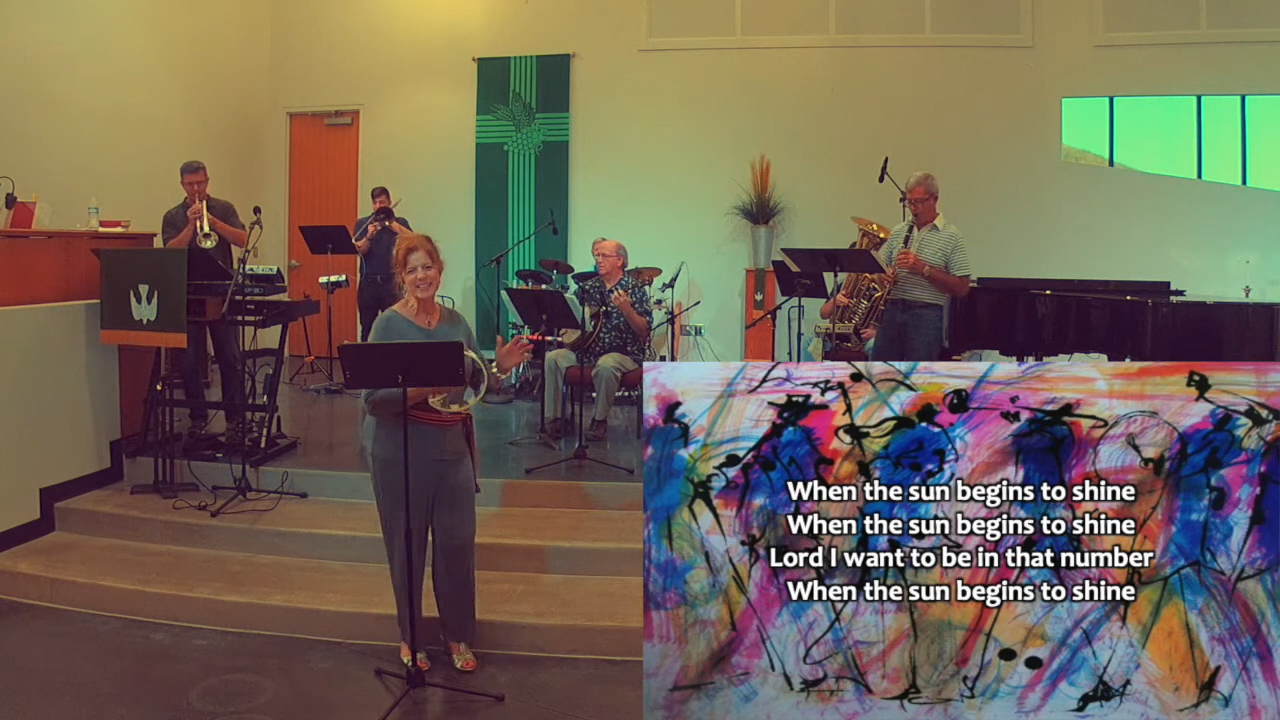 When the sun begins to shine
When the sun begins to shine
Lord I want to be in that number
When the sun begins to shine